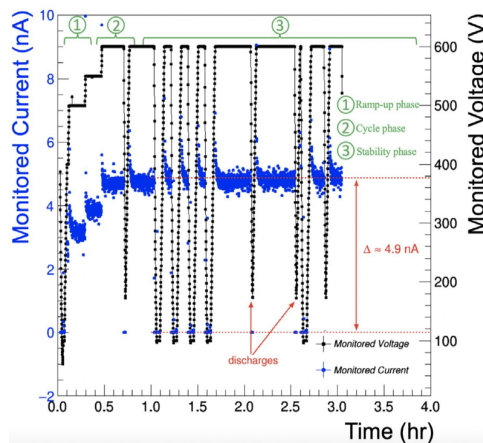 10
8
6
4
2
0
−2
Monitored Current (nA)
① ② ③
600
500
400
300
200
100
Monitored Voltage (V)
① Ramp-up phase
② Cycle phase
③ Stability phase
Δ ≈ 4.9 nA
discharges
Monitored Voltage
Monitored Current
0.0 0.5 1.0 1.5 2.0 2.5 3.0 3.5 4.0
Time (hr)